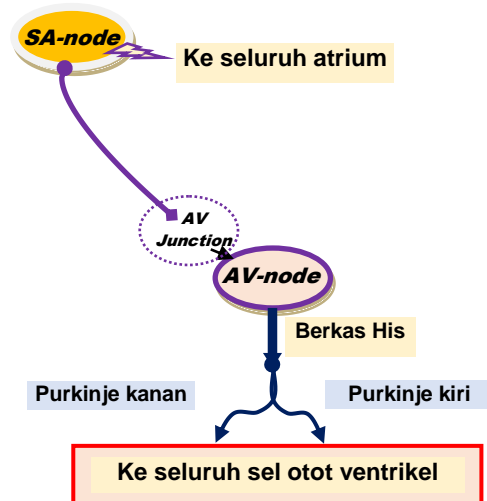 SA-node
Ke seluruh atrium
AV
Junction
AV-node
Berkas His
Purkinje kanan
Purkinje kiri
Ke seluruh sel otot ventrikel